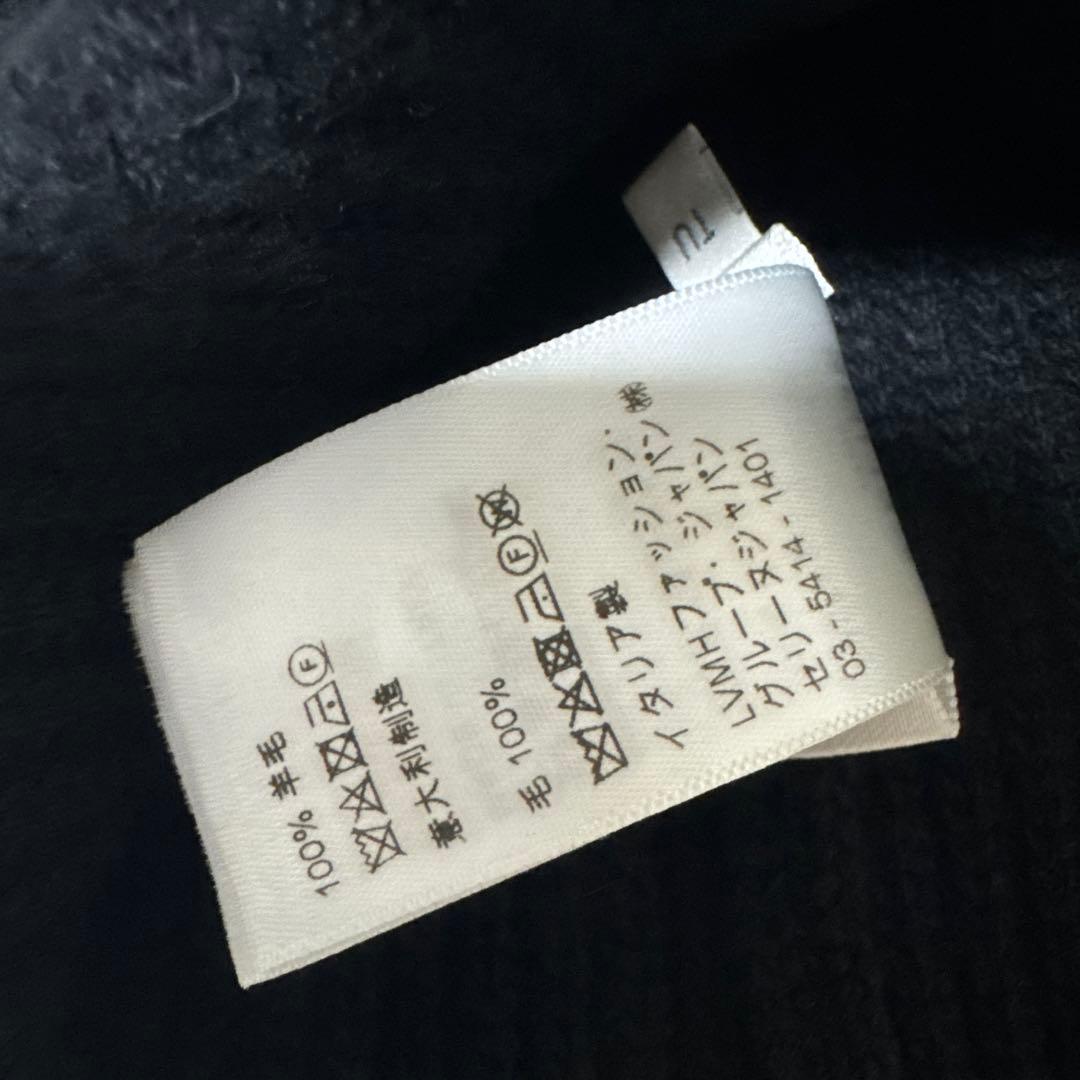 TU
100% 羊毛
F
意大利制造
毛 100%
F W
イタリア製
LVMHファッション・
グループ・ジャパン ㈱
セリーヌジャパン
03-5414-1401